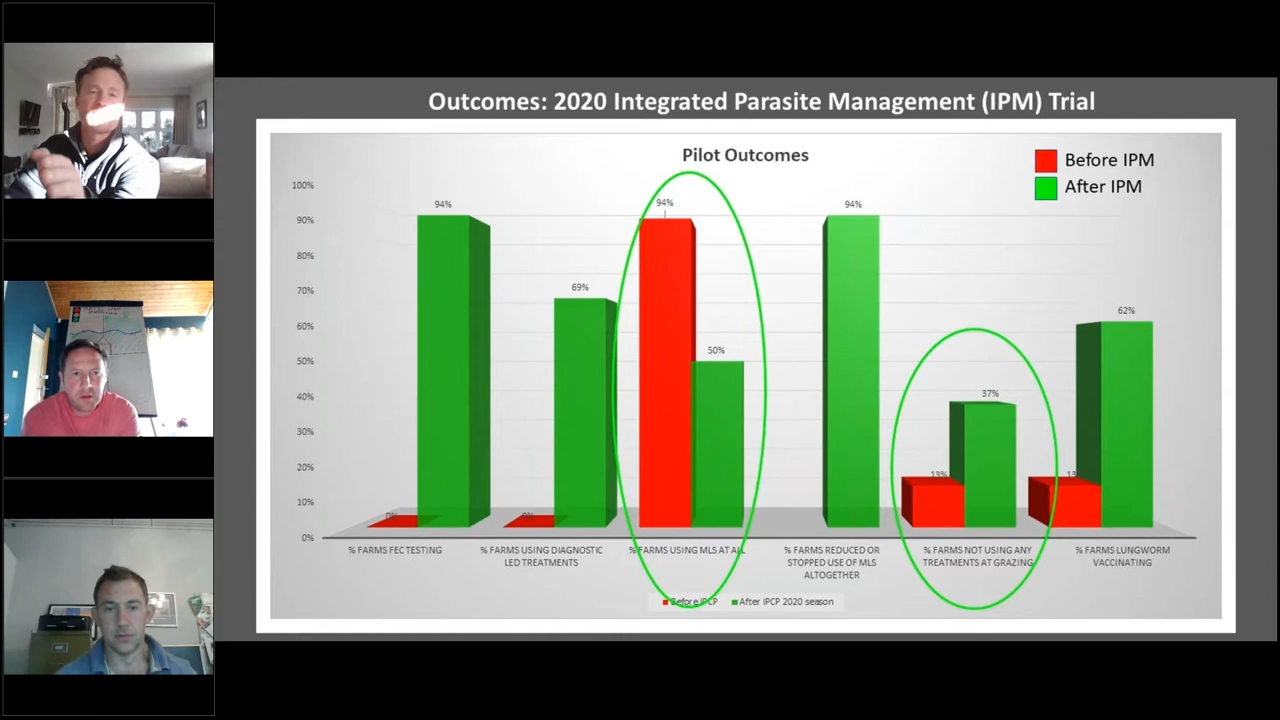 Outcomes: 2020 Integrated Parasite Management (IPM) Trial
Pilot Outcomes
Before IPM
After IPM
100%
90%
80%
70%
60%
50%
40%
30%
20%
10%
0%
94%
69%
94%
50%
94%
37%
62%
0%
0%
13%
13
% FARMS FEC TESTING
% FARMS USING DIAGNOSTIC
LED TREATMENTS
% FARMS USING MLS AT ALL
% FARMS REDUCED OR
STOPPED USE OF MLS
ALTOGETHER
% FARMS NOT USING ANY
TREATMENTS AT GRAZING
% FARMS LUNGWORM
VACCINATING
Before IPCP
After IPCP 2020 season